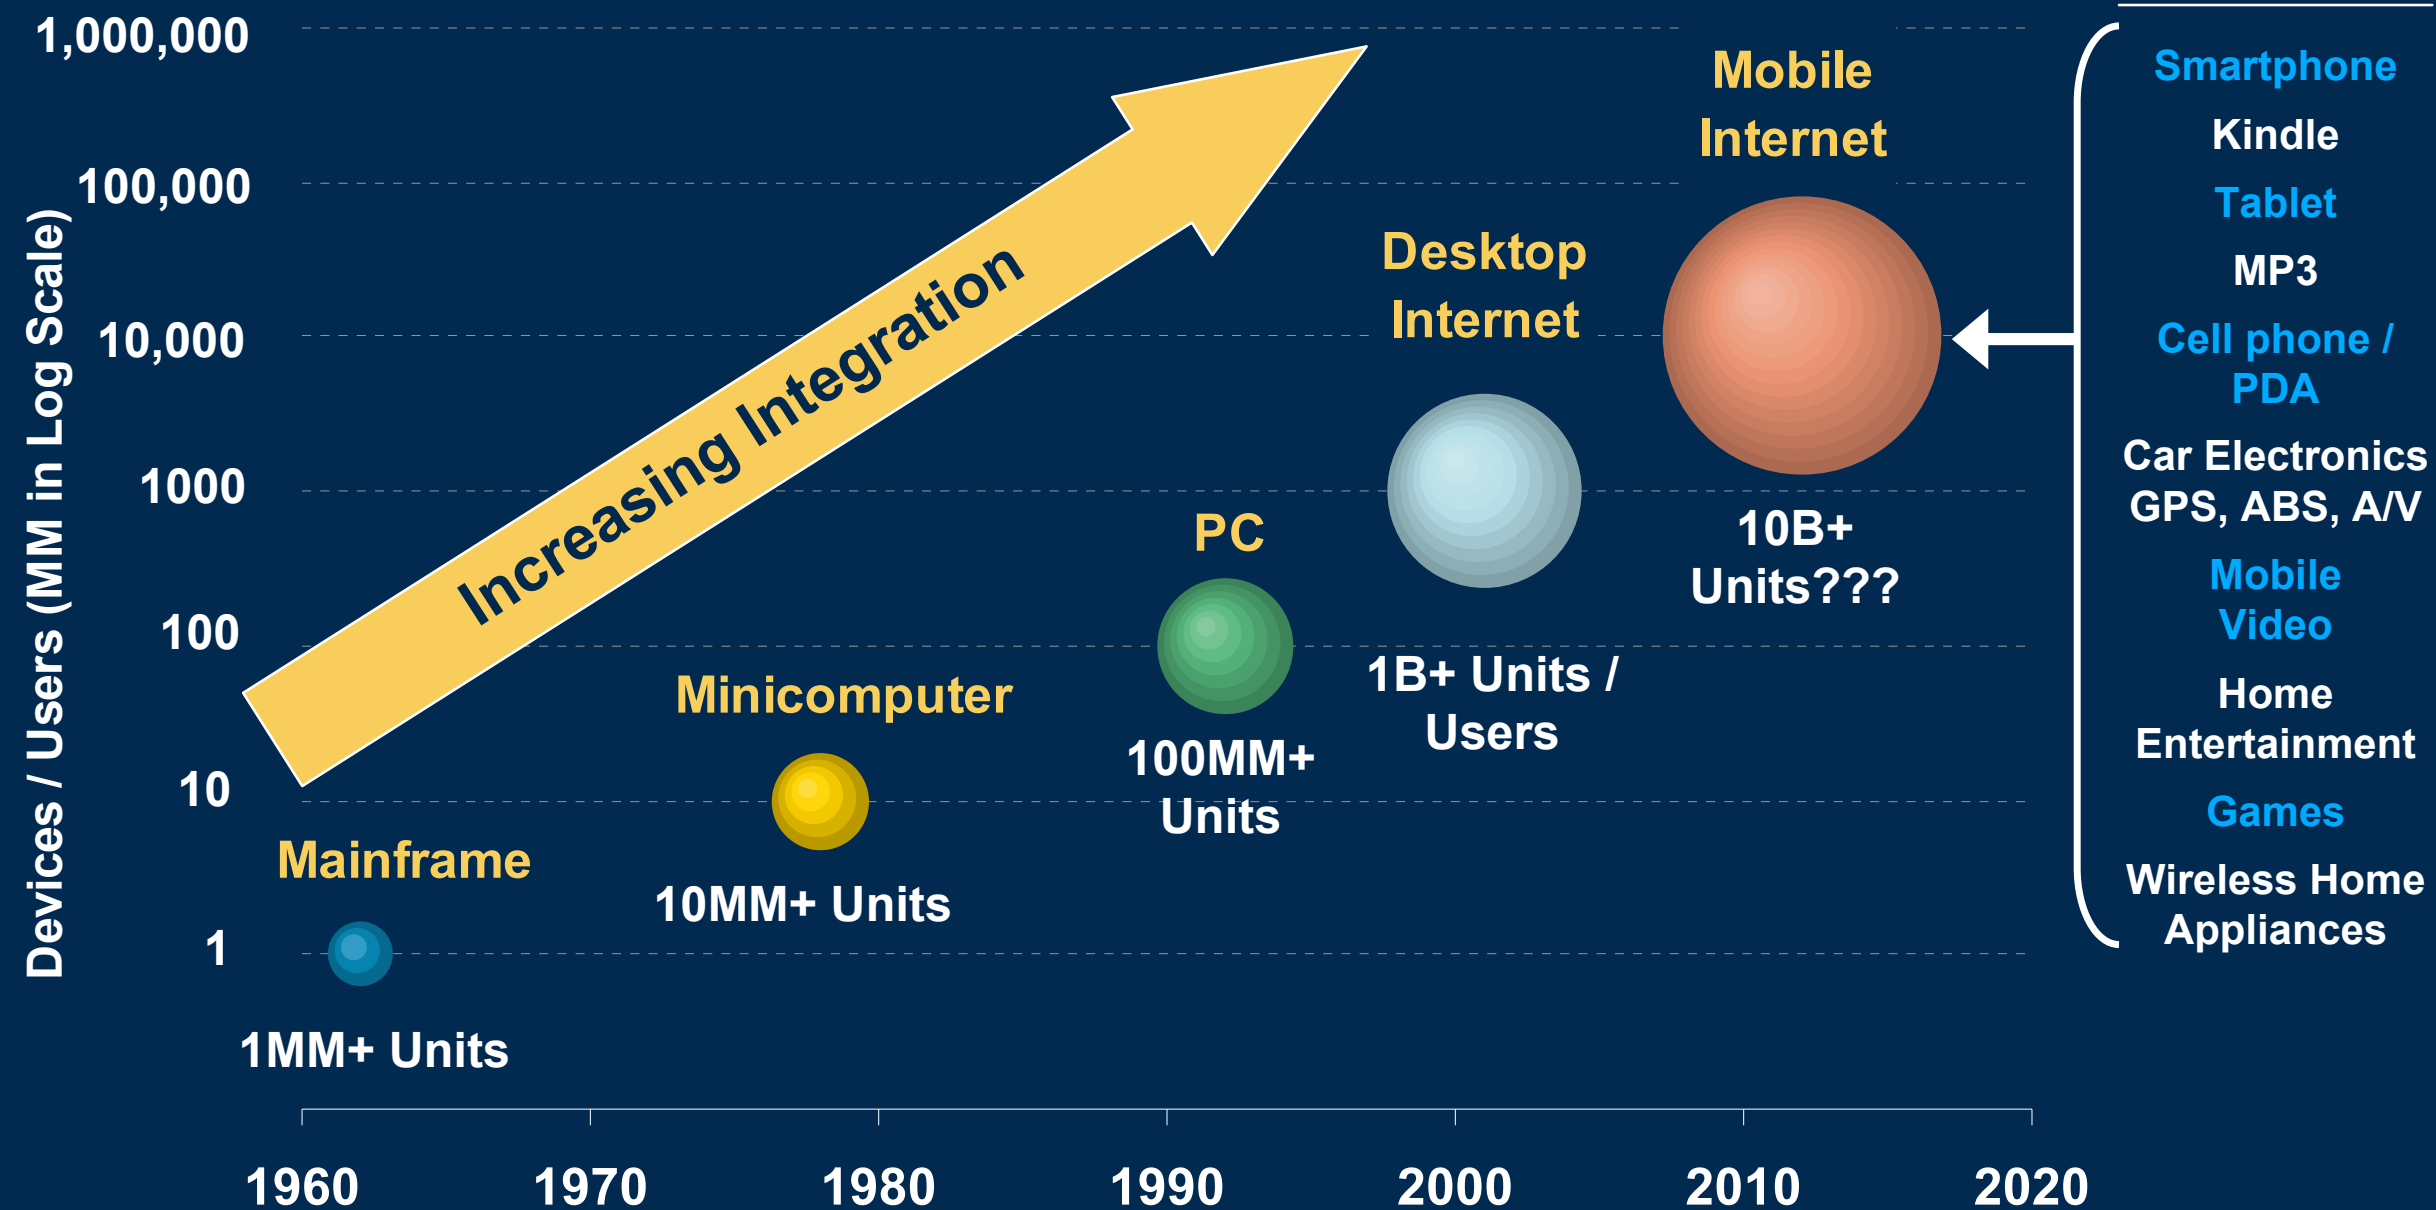 Devices / Users (MM in Log Scale)
1,000,000
100,000
10,000
1000
100
10
1
Increasing Integration
Mainframe
1MM+ Units
Minicomputer
10MM+ Units
PC
100MM+
Units
Desktop
Internet
1B+ Units /
Users
Mobile
Internet
10B+
Units???
1960
1970
1980
1990
2000
2010
2020
Smartphone
Kindle
Tablet
MP3
Cell phone /
PDA
Car Electronics
GPS, ABS, A/V
Mobile
Video
Home
Entertainment
Games
Wireless Home
Appliances